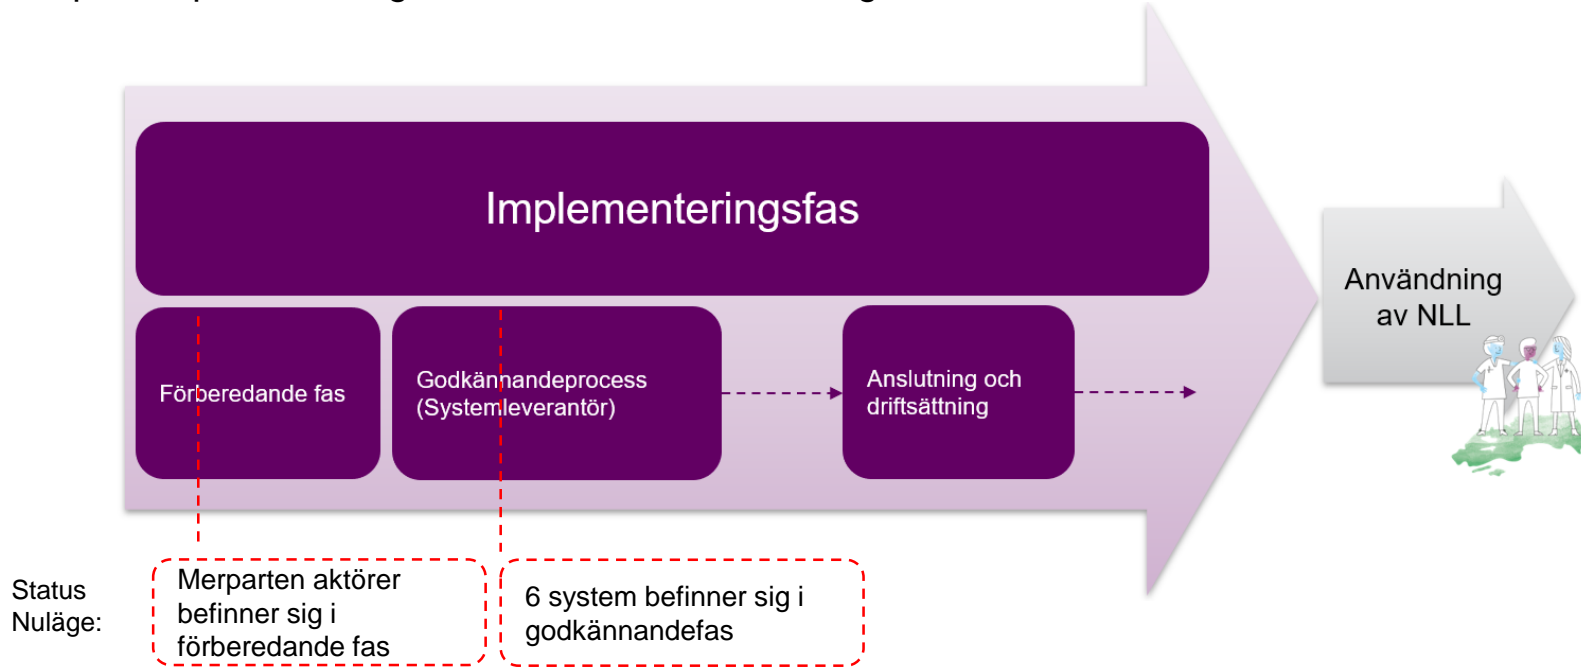 Implementeringsfas
Förberedande fas
Godkännandeprocess
(Systemleverantör)
Anslutning och
driftsättning
Användning
av NLL
Status
Nuläge:
Merparten aktörer
befinner sig i
förberedande fas
6 system befinner sig i
godkännandefas